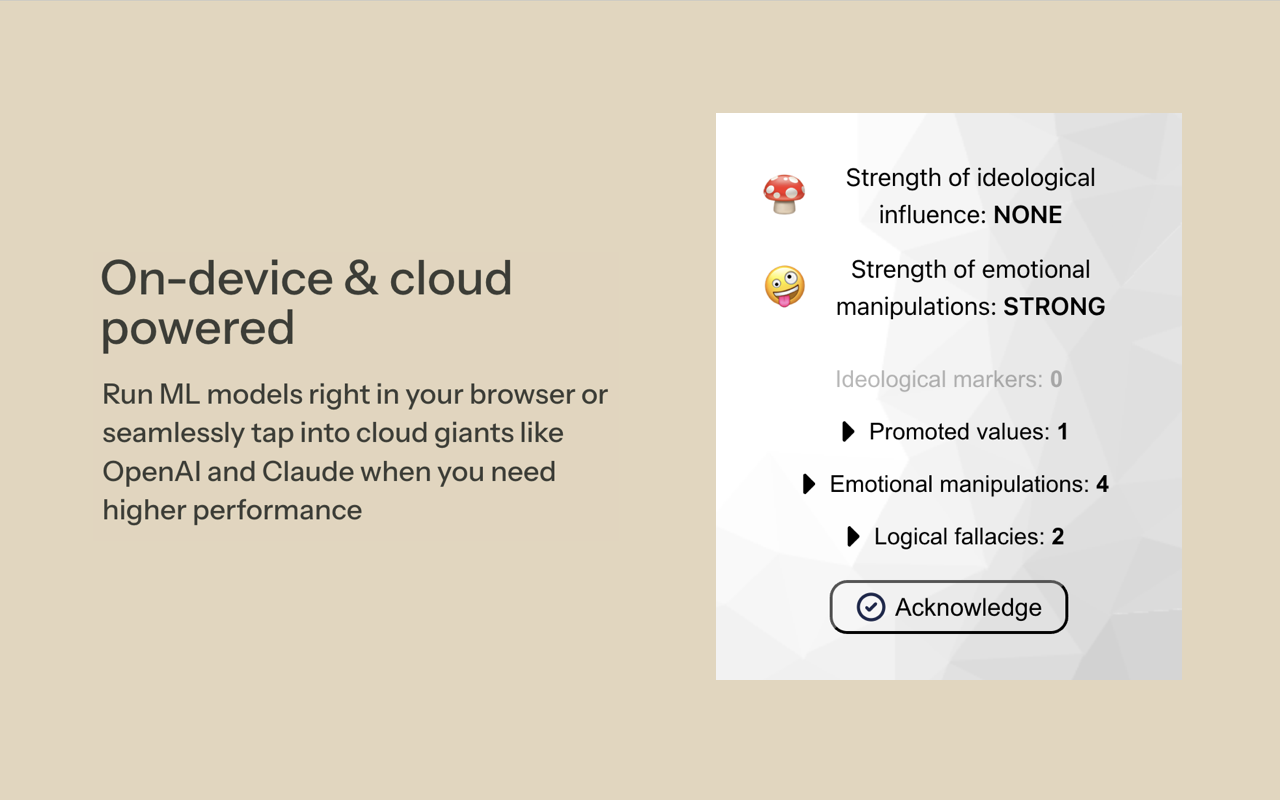 On-device & cloud
powered
Run ML models right in your browser or
seamlessly tap into cloud giants like
OpenAI and Claude when you need
higher performance
Strength of ideological
influence: NONE
Strength of emotional
manipulations: STRONG
Ideological markers: 0
Promoted values: 1
Emotional manipulations: 4
Logical fallacies: 2
Acknowledge